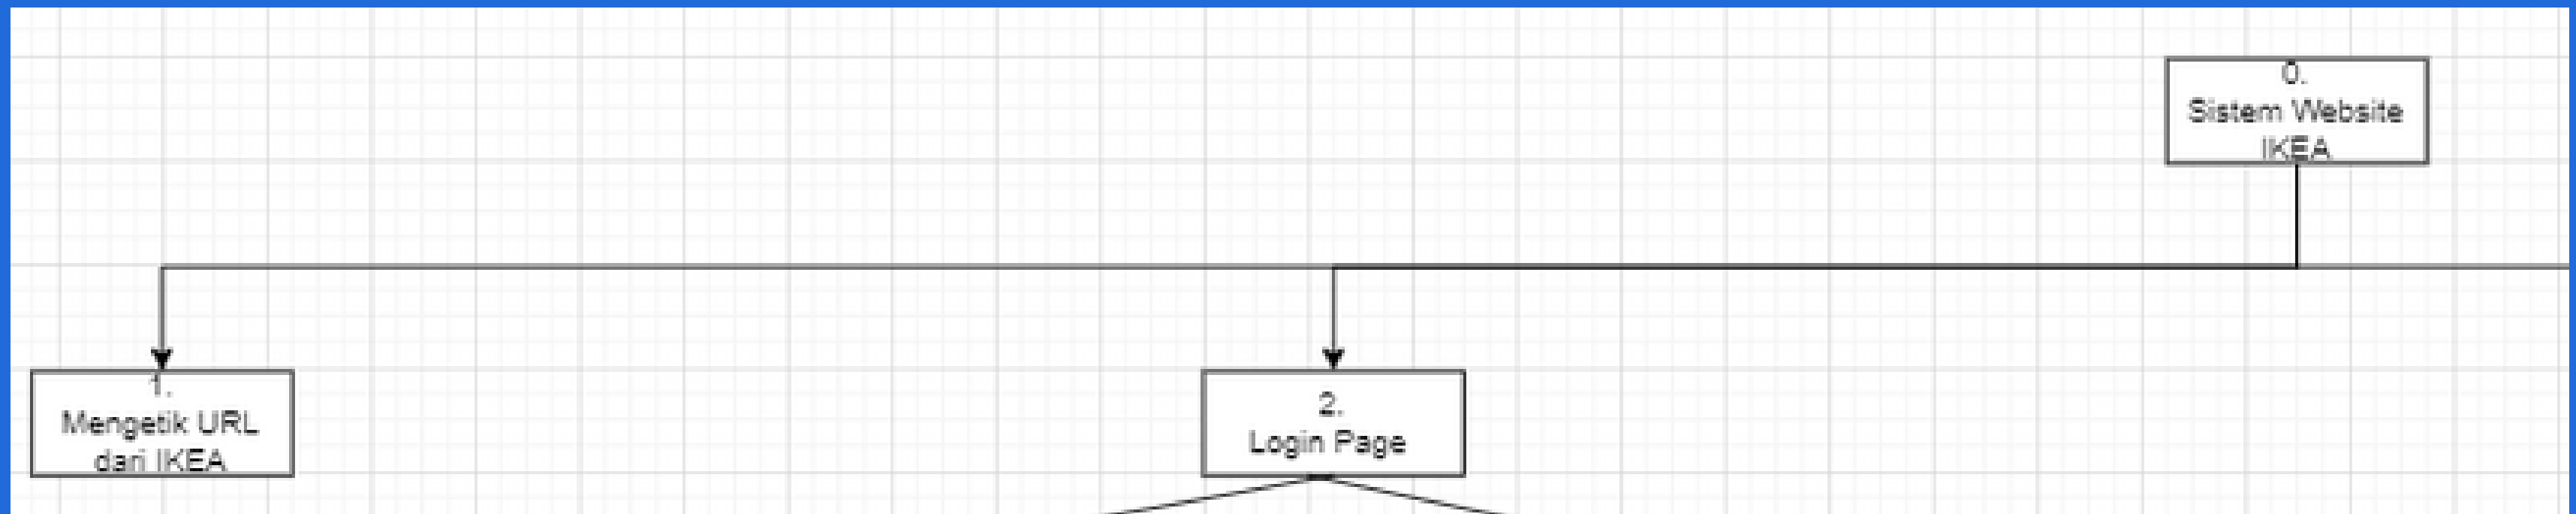 0.
Sistem Website
IKEA
1.
Mengetik URL
dari IKEA
2.
Login Page